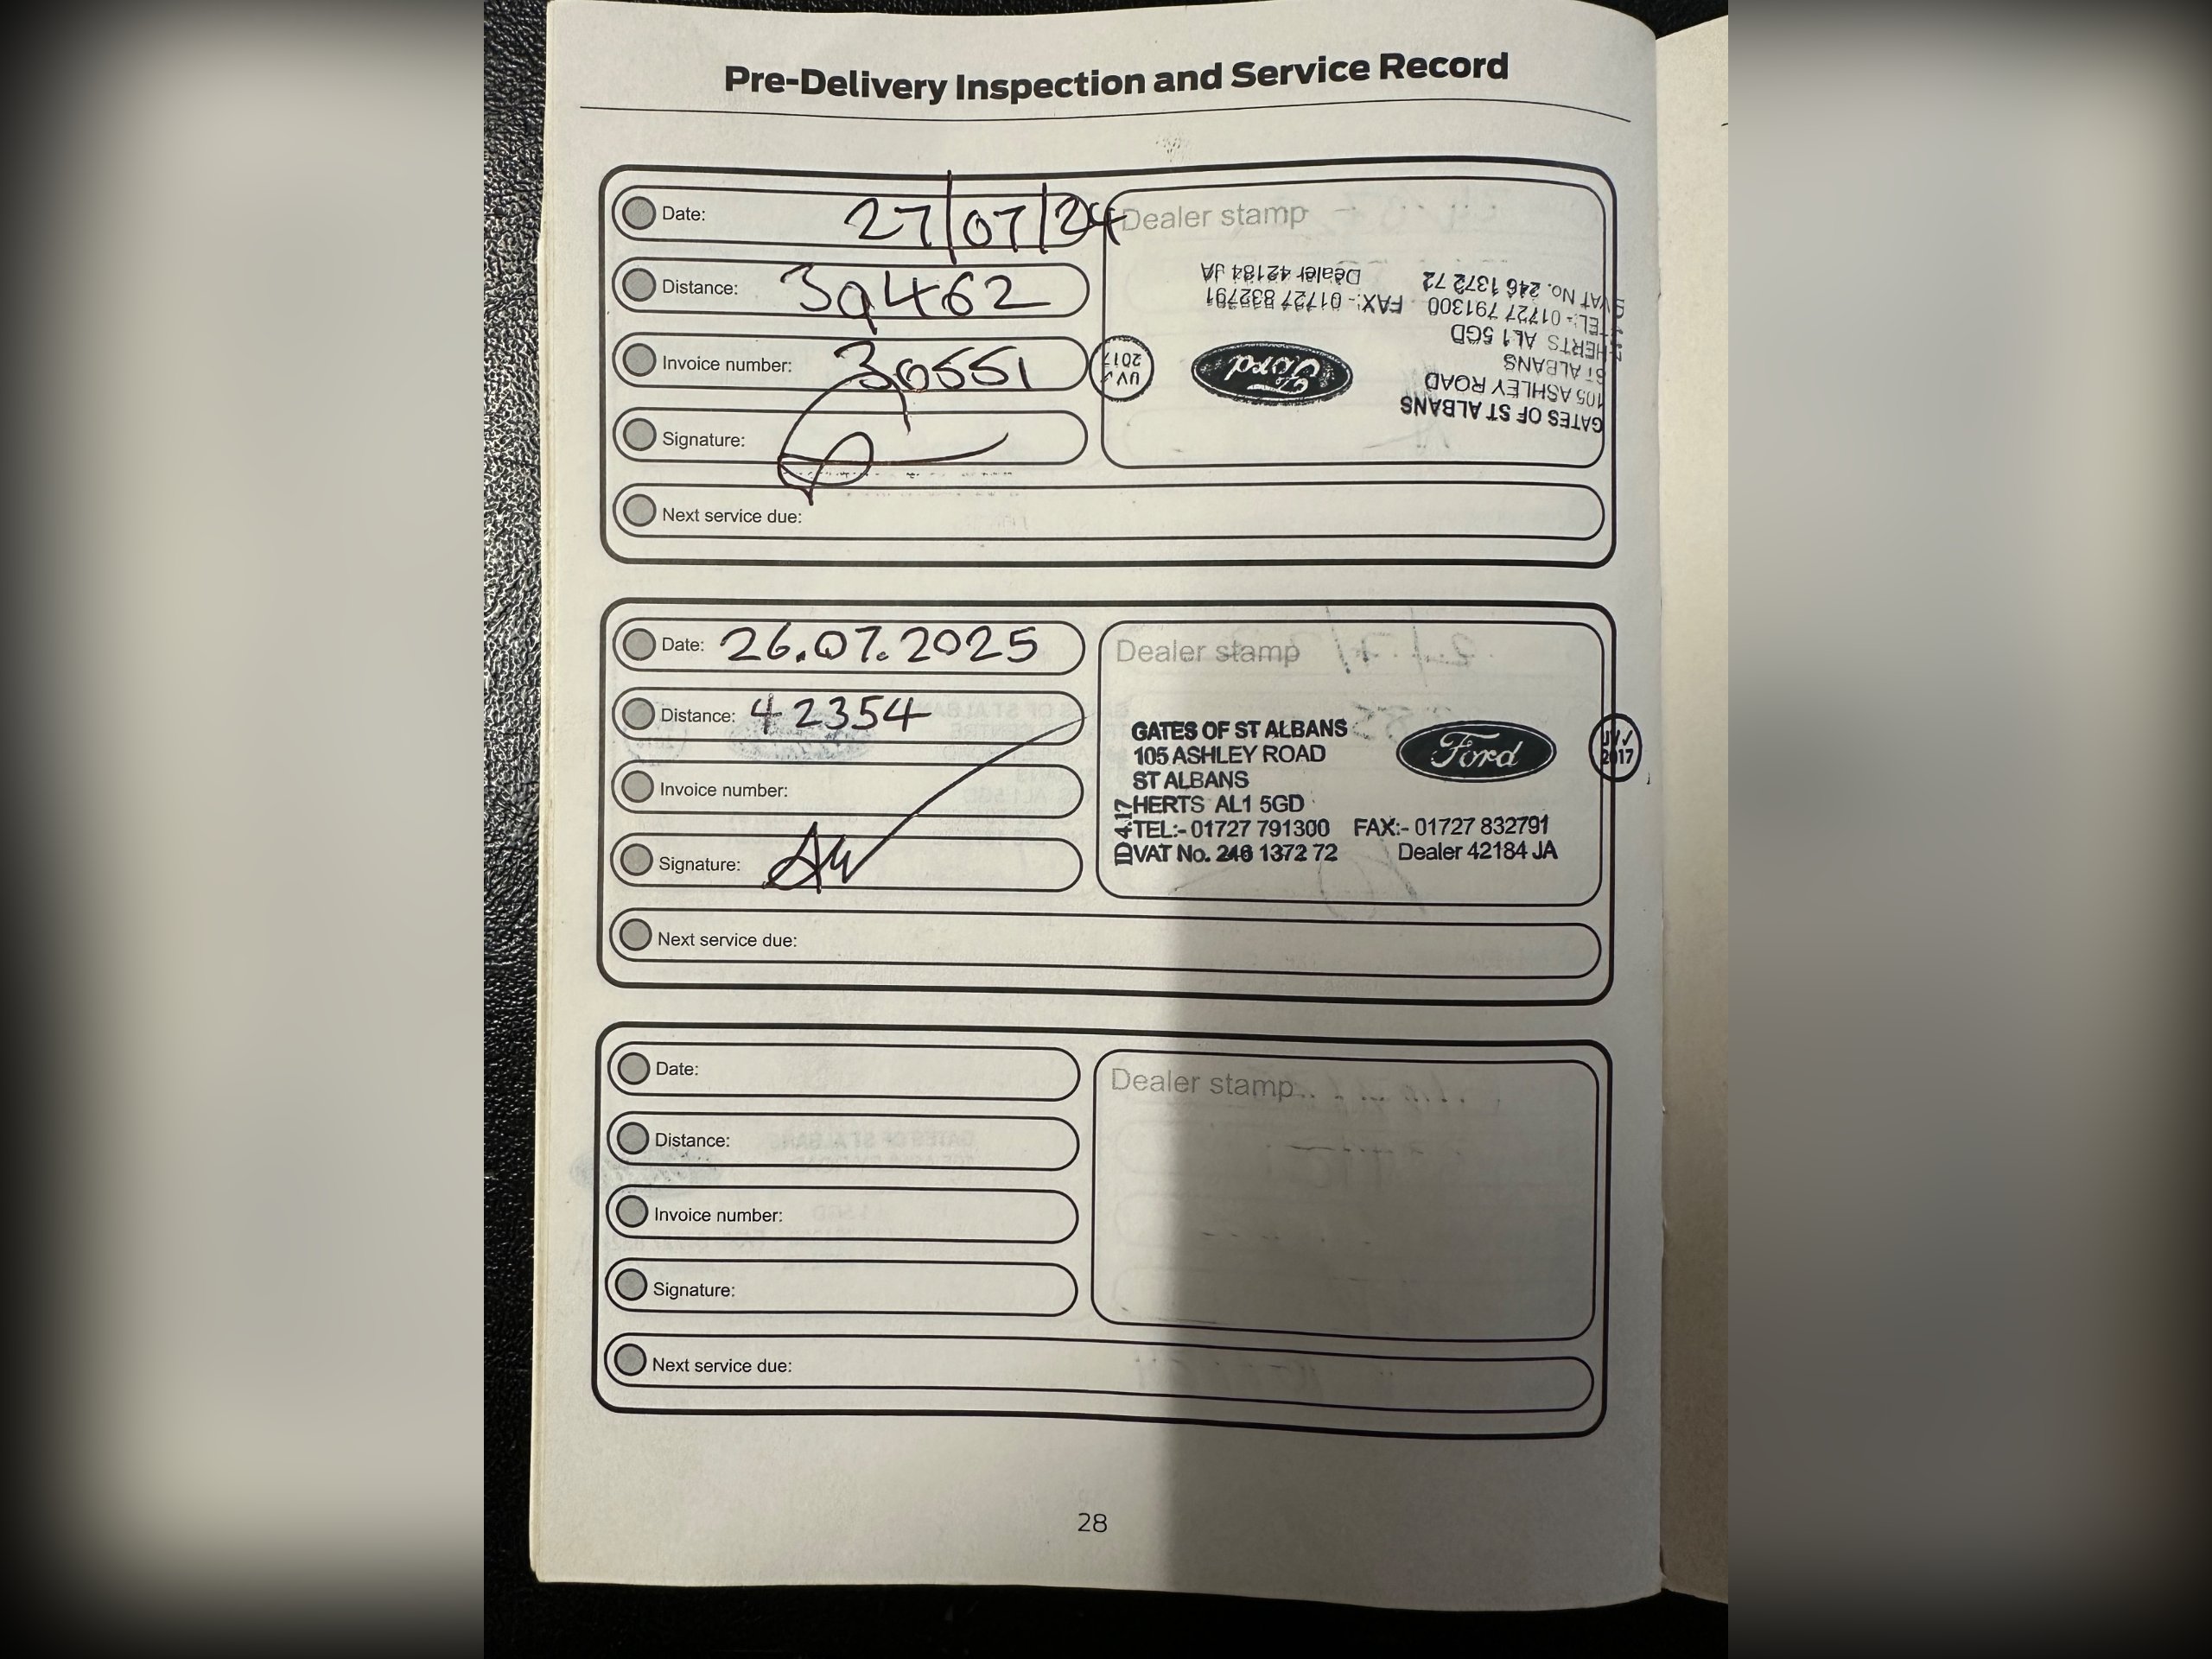 Pre-Delivery Inspection and Service Record
Date: 27/07/24
Distance: 39462
Invoice number: 30551
Signature:
Next service due:
Dealer stamp
GATES OF ST ALBANS
105 ASHLEY ROAD
ST ALBANS
HERTS AL1 5GD
TEL:- 01727 791300 FAX:- 01727 832791
VAT No. 246 1372 72 Dealer 42184 JA
Ford
UV✓
2017
Date: 26.07.2025
Distance: 42354
Invoice number:
Signature:
Next service due:
Dealer stamp
GATES OF ST ALBANS
105 ASHLEY ROAD
ST ALBANS
HERTS AL1 5GD
TEL:- 01727 791300 FAX:- 01727 832791
VAT No. 246 1372 72 Dealer 42184 JA
D4.17
Ford
UV✓
2017
Date:
Distance:
Invoice number:
Signature:
Next service due:
Dealer stamp
28